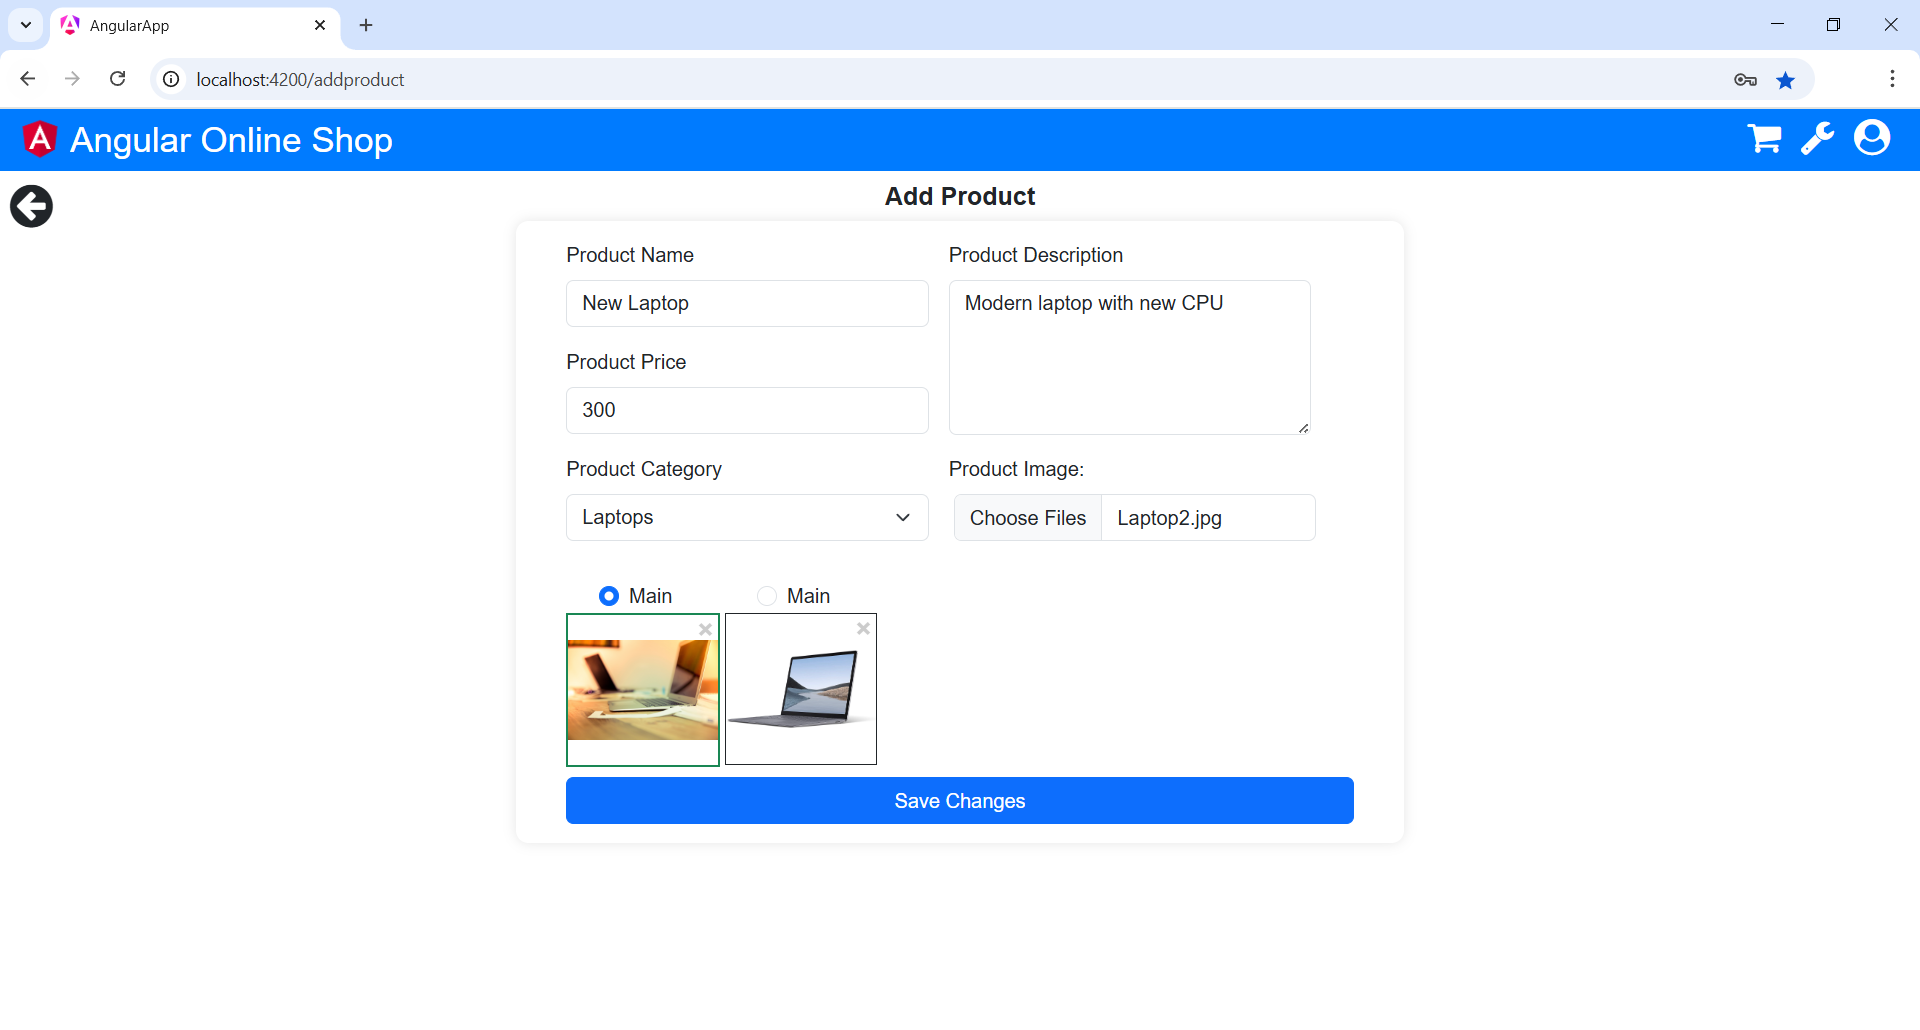 AngularApp
localhost:4200/addproduct
Angular Online Shop
Add Product
Product Name
Product Description
New Laptop
Modern laptop with new CPU
Product Price
300
Product Category
Product Image:
Laptops
Choose Files
Laptop2.jpg
Main
Main
Save Changes